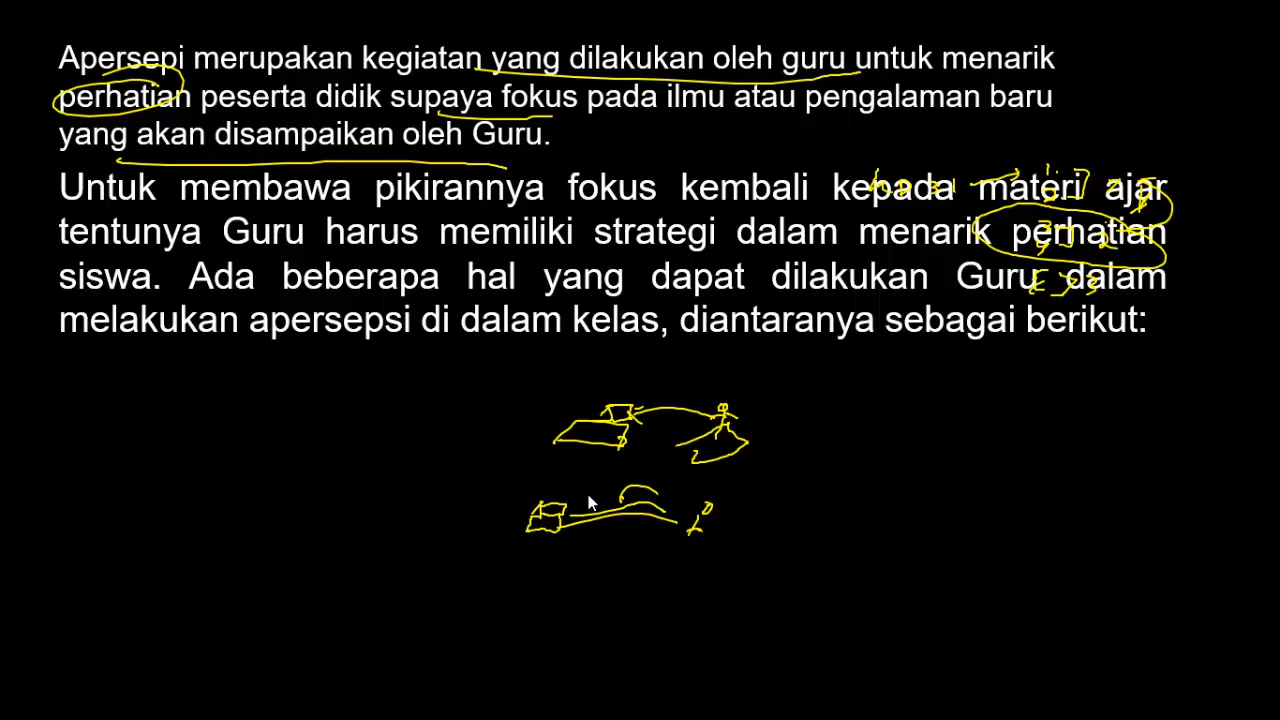 Apersepi merupakan kegiatan yang dilakukan oleh guru untuk menarik
perhatian peserta didik supaya fokus pada ilmu atau pengalaman baru
yang akan disampaikan oleh Guru.
Untuk membawa pikirannya fokus kembali kepada materi ajar
tentunya Guru harus memiliki strategi dalam menarik perhatian
siswa. Ada beberapa hal yang dapat dilakukan Guru dalam
melakukan apersepsi di dalam kelas, diantaranya sebagai berikut: